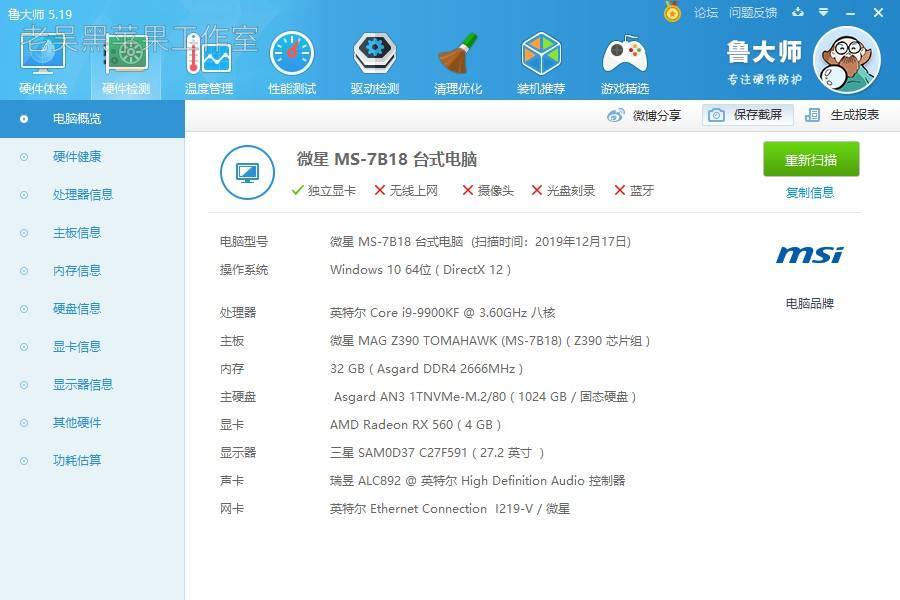 鲁大师 5.19
论坛 问题反馈
老吴黑苹果工作室
硬件体检 硬件检测 温度管理 性能测试 驱动检测 清理优化 装机推荐 游戏精选
鲁大师
专注硬件防护
电脑概览
硬件健康
处理器信息
主板信息
内存信息
硬盘信息
显卡信息
显示器信息
其他硬件
功耗估算
微博分享 保存截屏 生成报表
微星 MS-7B18 台式电脑
独立显卡 无线上网 摄像头 光盘刻录 蓝牙
重新扫描
复制信息
电脑型号 微星 MS-7B18 台式电脑 (扫描时间：2019年12月17日)
操作系统 Windows 10 64位 ( DirectX 12 )
处理器 英特尔 Core i9-9900KF @ 3.60GHz 八核
主板 微星 MAG Z390 TOMAHAWK (MS-7B18) ( Z390 芯片组 )
内存 32 GB ( Asgard DDR4 2666MHz )
主硬盘 Asgard AN3 1TNVMe-M.2/80 ( 1024 GB / 固态硬盘 )
显卡 AMD Radeon RX 560 ( 4 GB )
显示器 三星 SAM0D37 C27F591 ( 27.2 英寸 )
声卡 瑞昱 ALC892 @ 英特尔 High Definition Audio 控制器
网卡 英特尔 Ethernet Connection I219-V / 微星
msi
电脑品牌